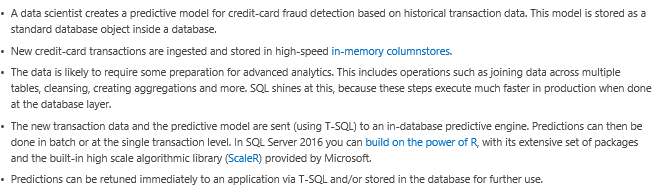 • A data scientist creates a predictive model for credit-card fraud detection based on historical transaction data. This model is stored as a
standard database object inside a database.
• New credit-card transactions are ingested and stored in high-speed in-memory columnstores.
• The data is likely to require some preparation for advanced analytics. This includes operations such as joining data across multiple
tables, cleansing, creating aggregations and more. SQL shines at this, because these steps execute much faster in production when done
at the database layer.
• The new transaction data and the predictive model are sent (using T-SQL) to an in-database predictive engine. Predictions can then be
done in batch or at the single transaction level. In SQL Server 2016 you can build on the power of R, with its extensive set of packages
and the built-in high scale algorithmic library (ScaleR) provided by Microsoft.
• Predictions can be retuned immediately to an application via T-SQL and/or stored in the database for further use.